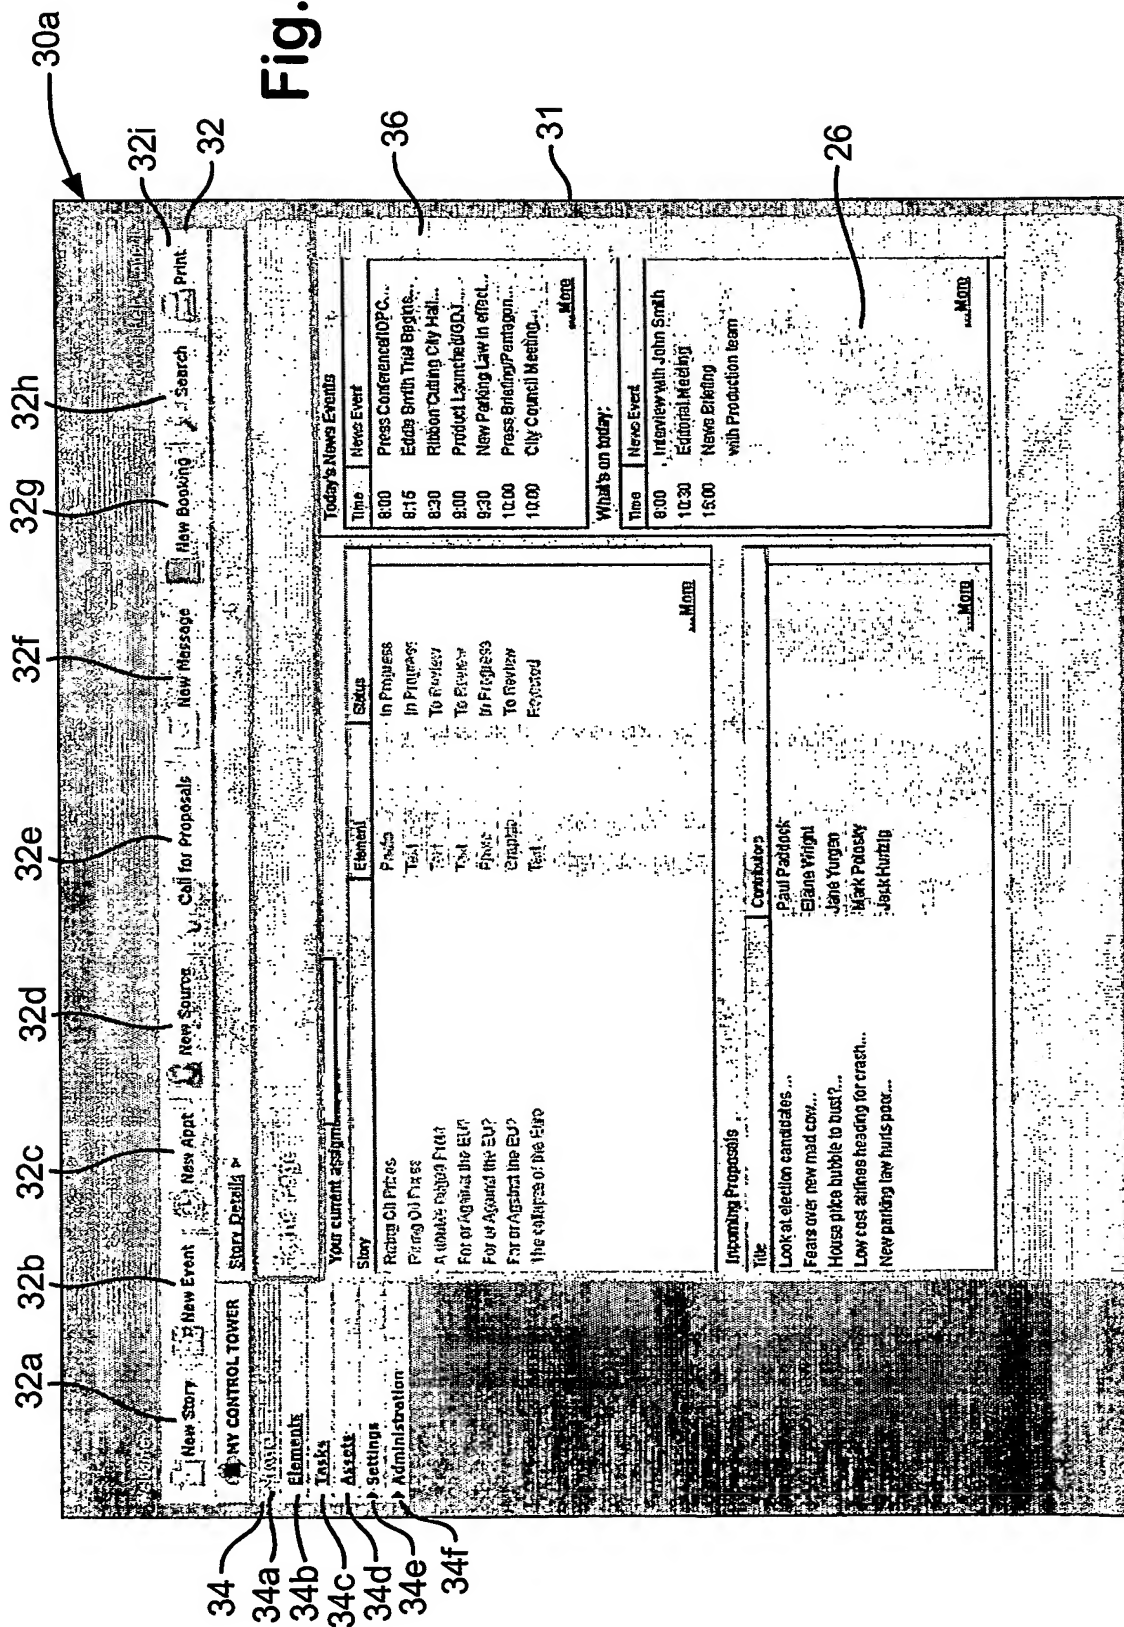 30a
Fig.
32a
32b
32c
32d
32e
32f
32g
32h
32i
32
New Story
New Event
New Appt
New Source
Call for Proposals
New Message
New Booking
Search
Print
MY CONTROL TOWER
Story Details
34
34a
34b
34c
34d
34e
34f
Elements
Tasks
Assets
Settings
Administration
Your current
Story Element Status
Rising Oil Prices Photo In Progress
Oil Prices Text In Progress
Text To Review
For or Against the EU? Text To Review
For or Against the EU? Photo In Progress
For or Against the EU? Graphic To Review
The collapse of the Euro Text
...More
Incoming Proposals
Title Contributors
Look at election candidates... Paul Paddock
Fears over new mad cow... Elaine Wright
House price bubble to bust?... Jane Yurgen
Low cost airlines heading for crash... Mark Polosky
New parking law hurts poor... Jack
...More
Today's News Events
Time News Event
8:00 Press Conference/OPC...
8:15 Eddie Smith Trial Begins...
8:30 Ribbon Cutting City Hall...
9:00 Product Launched/GDJ...
9:30 New Parking Law in effect...
10:00 Press Briefing/Pentagon...
10:00 City Council Meeting...
...More
What's on today:
Time News Event
8:00 Interview with John Smith
10:30 Editorial Meeting
15:00 News Briefing
with Production team
...More
36
31
26